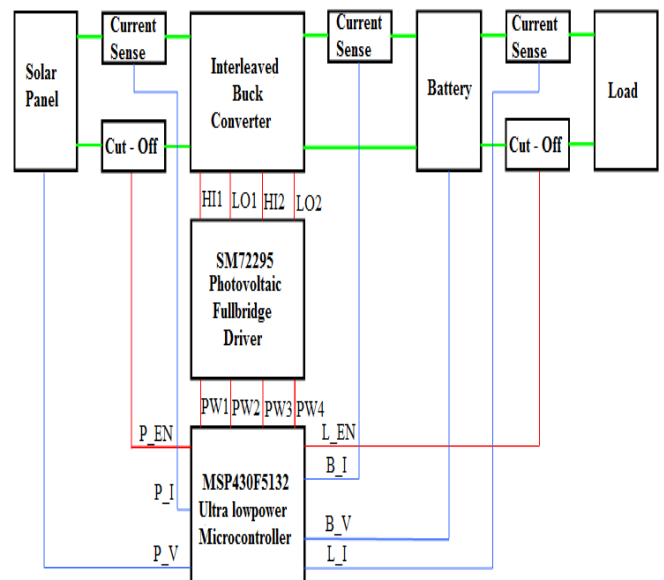 Solar
Panel
Current
Sense
Cut - Off
Interleaved
Buck
Converter
Current
Sense
Battery
Current
Sense
Cut - Off
Load
HI1
LO1
HI2
LO2
SM72295
Photovoltaic
Fullbridge
Driver
PW1
PW2
PW3
PW4
P_EN
L_EN
P_I
B_I
MSP430F5132
Ultra lowpower
Microcontroller
B_V
P_V
L_I